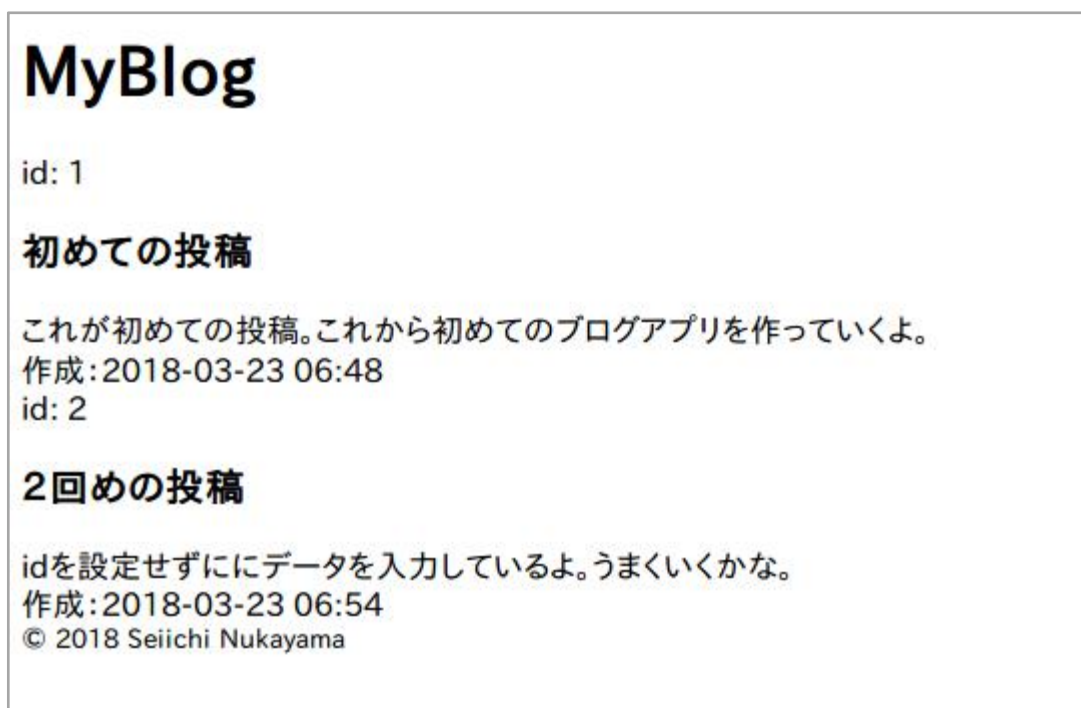 MyBlog
id: 1
初めての投稿
これが初めての投稿。これから初めてのブログアプリを作っていくよ。
作成：2018-03-23 06:48
id: 2
2回めの投稿
idを設定せずににデータを入力しているよ。うまくいくかな。
作成：2018-03-23 06:54
© 2018 Seiichi Nukayama